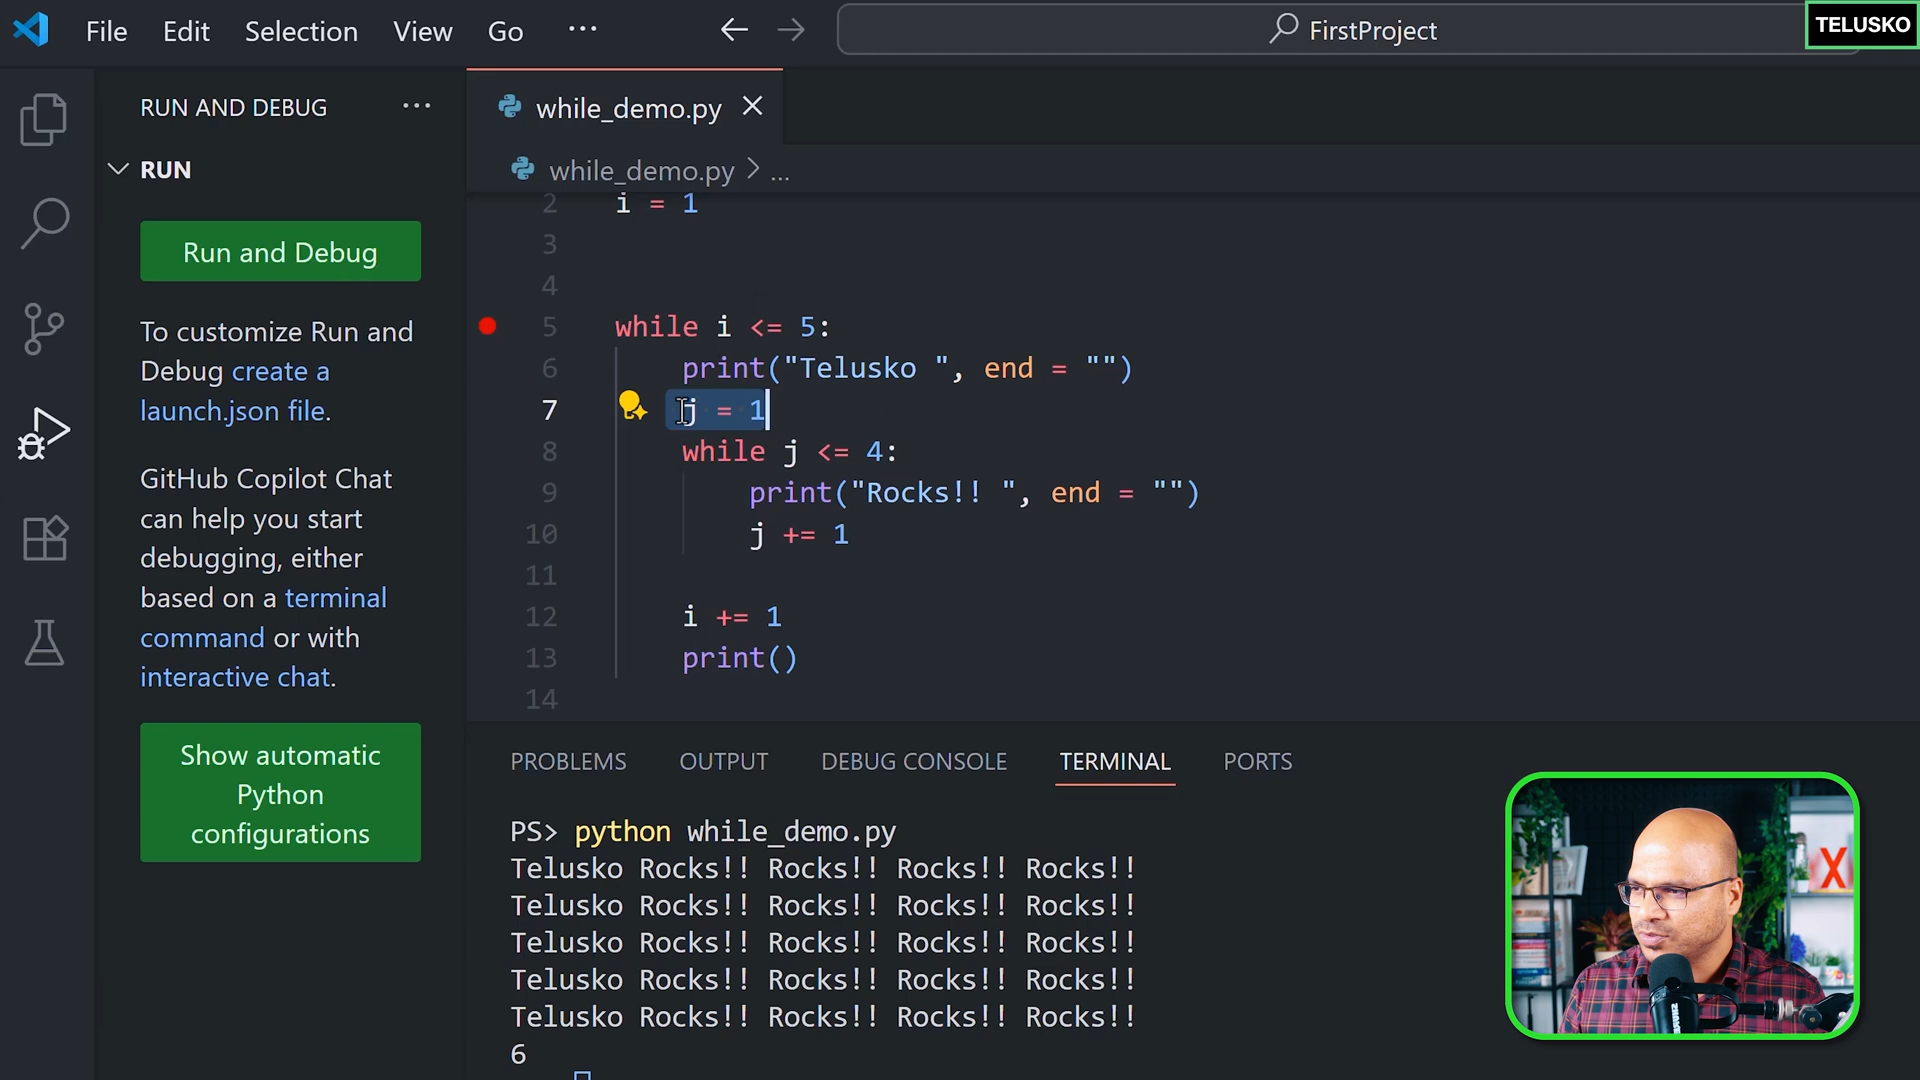 File Edit Selection View Go ... FirstProject TELUSKO
RUN AND DEBUG ...
while_demo.py
RUN
while_demo.py > ...
Run and Debug
To customize Run and
Debug create a
launch.json file.
GitHub Copilot Chat
can help you start
debugging, either
based on a terminal
command or with
interactive chat.
Show automatic
Python
configurations
2 i = 1
3
4
5 while i <= 5:
6 print("Telusko ", end = "")
7 j = 1
8 while j <= 4:
9 print("Rocks!! ", end = "")
10 j += 1
11
12 i += 1
13 print()
14
PROBLEMS OUTPUT DEBUG CONSOLE TERMINAL PORTS
PS> python while_demo.py
Telusko Rocks!! Rocks!! Rocks!! Rocks!!
Telusko Rocks!! Rocks!! Rocks!! Rocks!!
Telusko Rocks!! Rocks!! Rocks!! Rocks!!
Telusko Rocks!! Rocks!! Rocks!! Rocks!!
Telusko Rocks!! Rocks!! Rocks!! Rocks!!
6
X